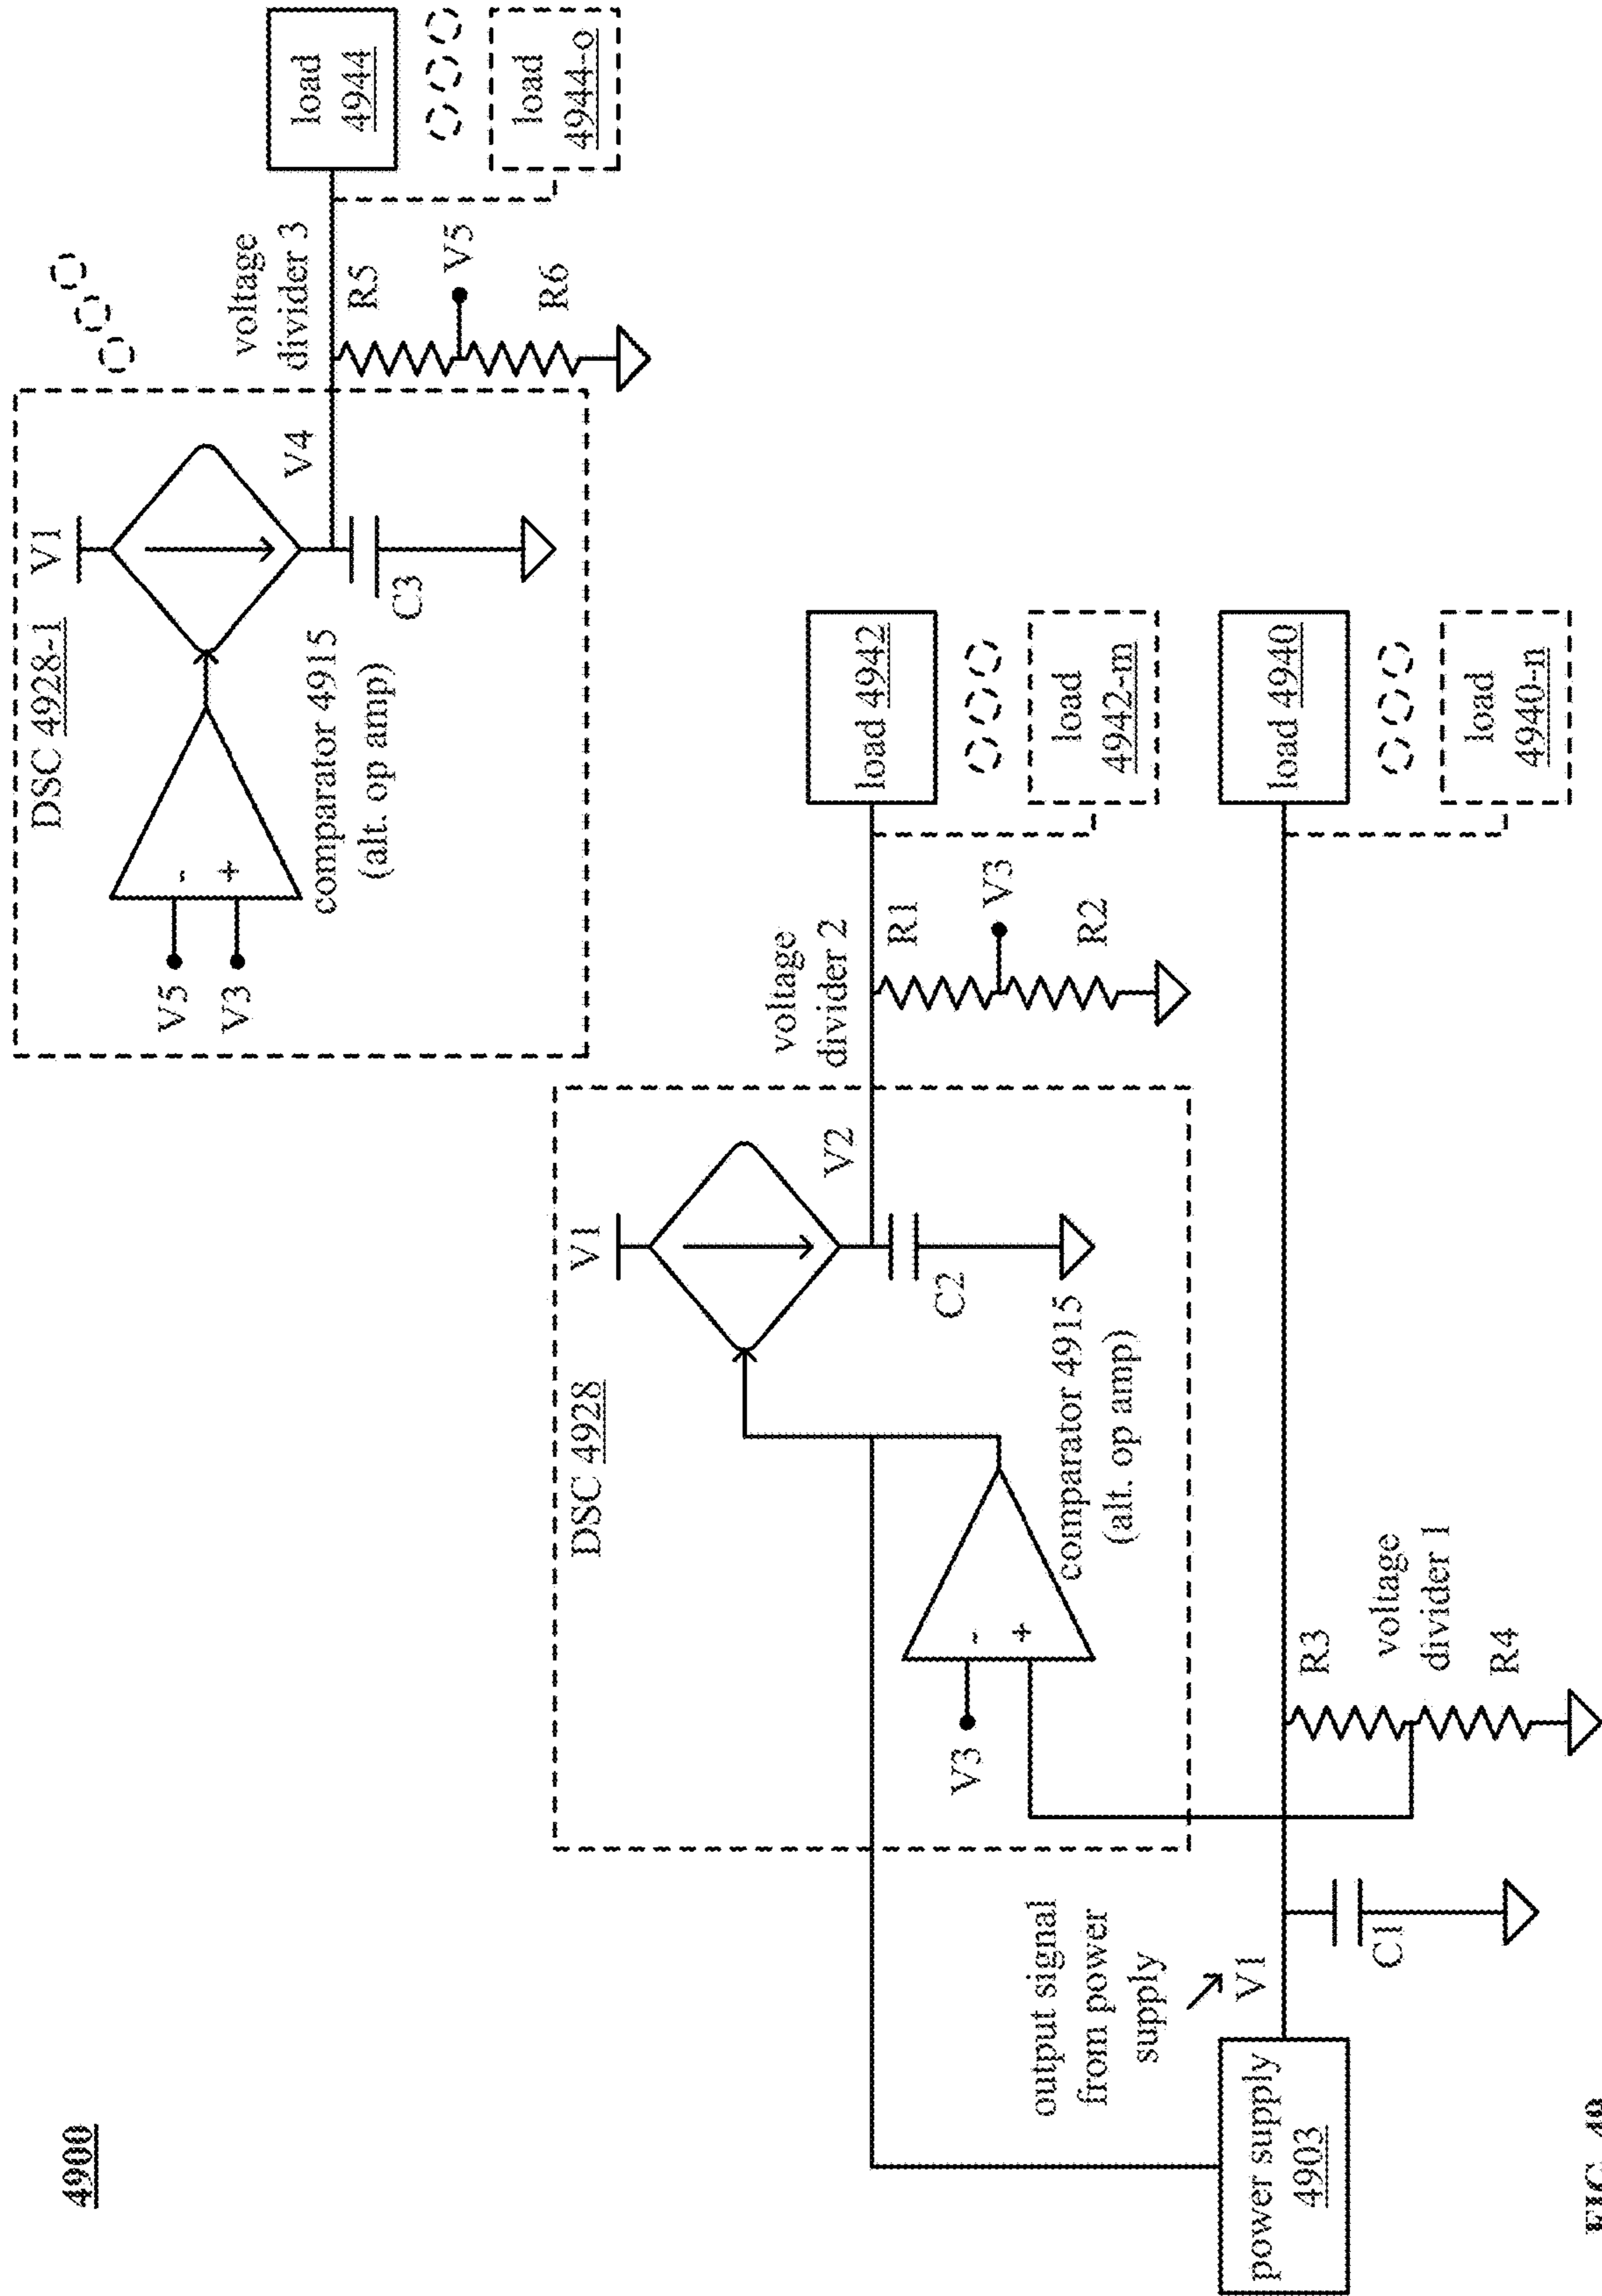 4900
DSC 4928-1
V1
V5
V3
-
+
comparator 4915
(alt. op amp)
V4
C3
voltage
divider 3
R5
V5
R6
load
4944
load
4944-o
DSC 4928
V1
V3
-
+
comparator 4915
(alt. op amp)
V2
C2
voltage
divider 2
R1
V3
R2
load 4942
load
4942-m
output signal
from power
supply
V1
power supply
4903
C1
R3
voltage
divider 1
R4
load 4940
load
4940-n
FIG. 49